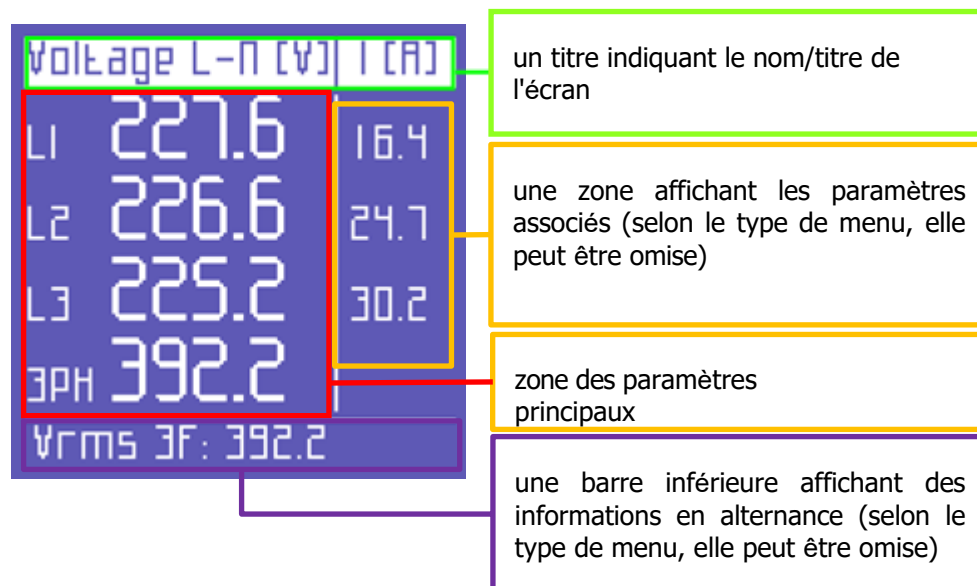 Voltage L-N [V] I [A]
L1 227.6 16.4
L2 226.6 24.7
L3 225.2 30.2
3PH 392.2
Vrms 3F: 392.2
un titre indiquant le nom/titre de
l'écran
une zone affichant les paramètres
associés (selon le type de menu, elle
peut être omise)
zone des paramètres
principaux
une barre inférieure affichant des
informations en alternance (selon le
type de menu, elle peut être omise)